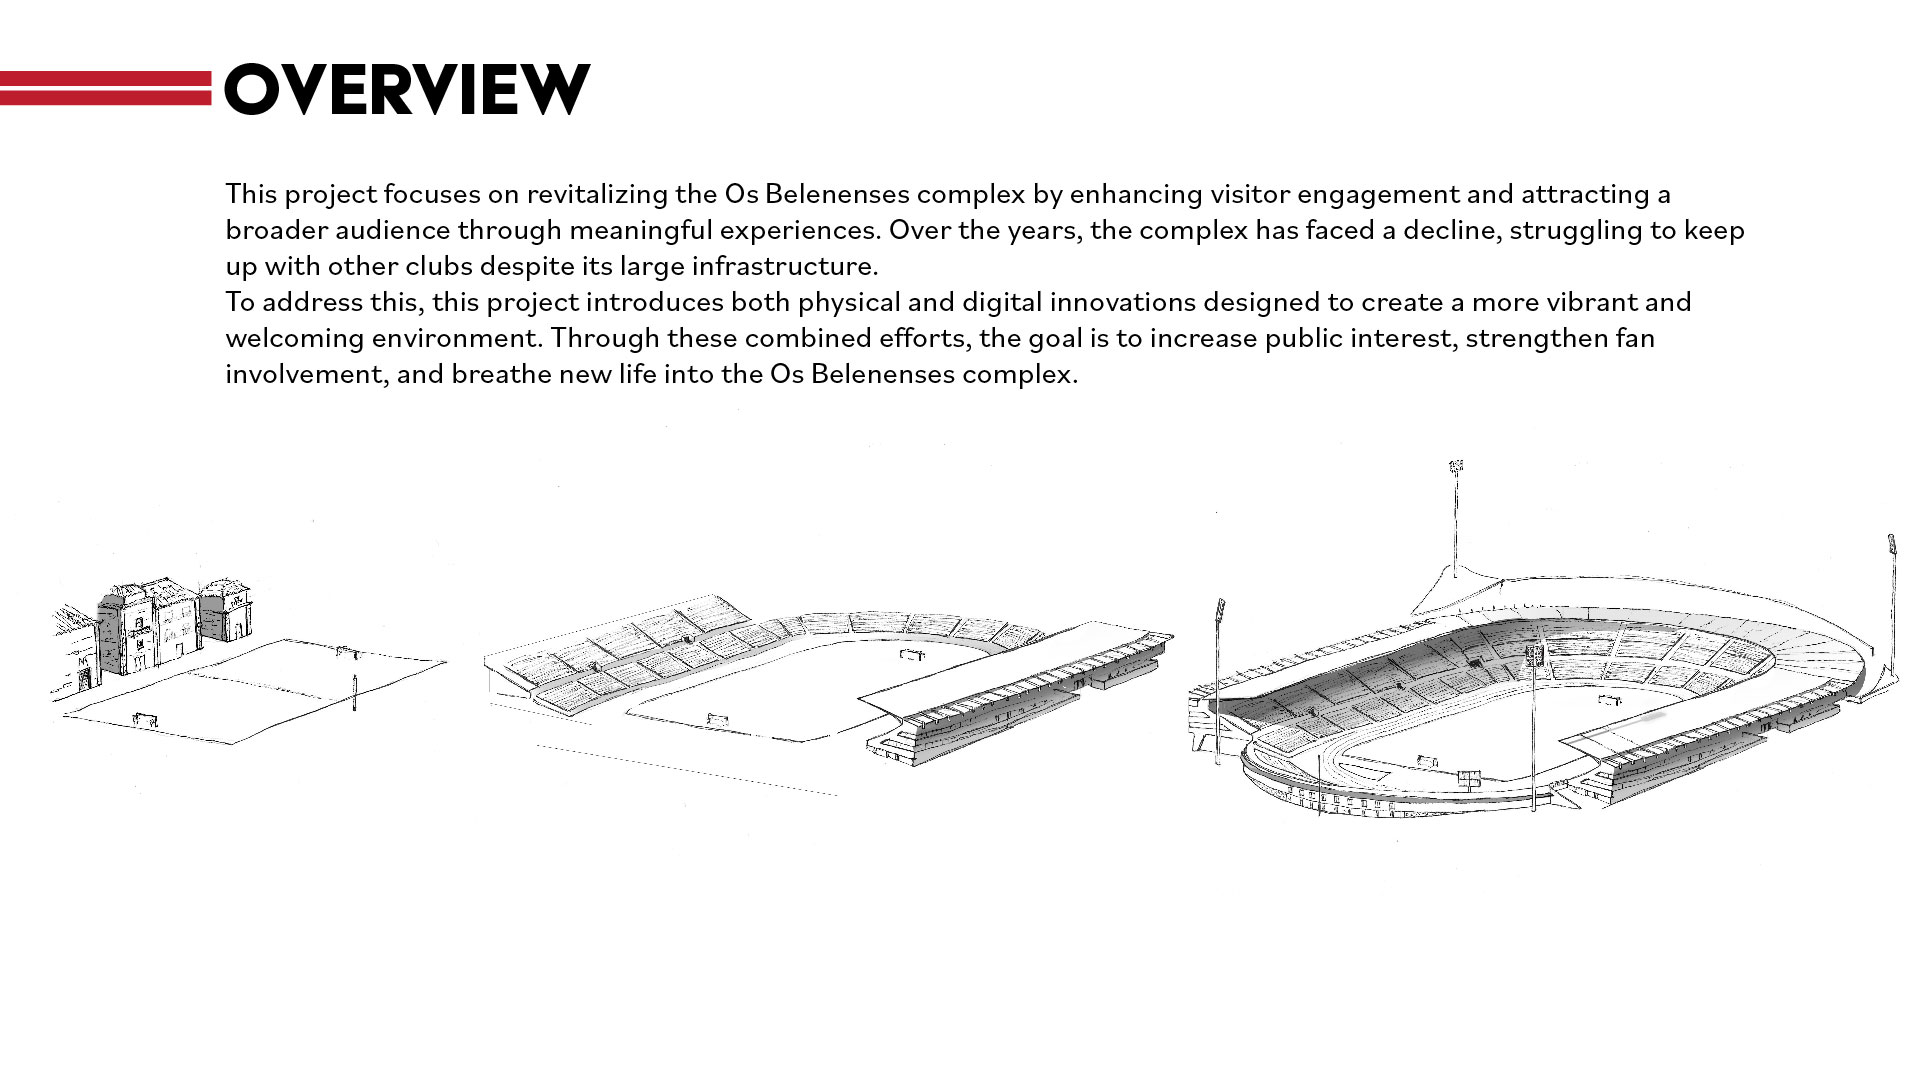 OVERVIEW
This project focuses on revitalizing the Os Belenenses complex by enhancing visitor engagement and attracting a
broader audience through meaningful experiences. Over the years, the complex has faced a decline, struggling to keep
up with other clubs despite its large infrastructure.
To address this, this project introduces both physical and digital innovations designed to create a more vibrant and
welcoming environment. Through these combined efforts, the goal is to increase public interest, strengthen fan
involvement, and breathe new life into the Os Belenenses complex.